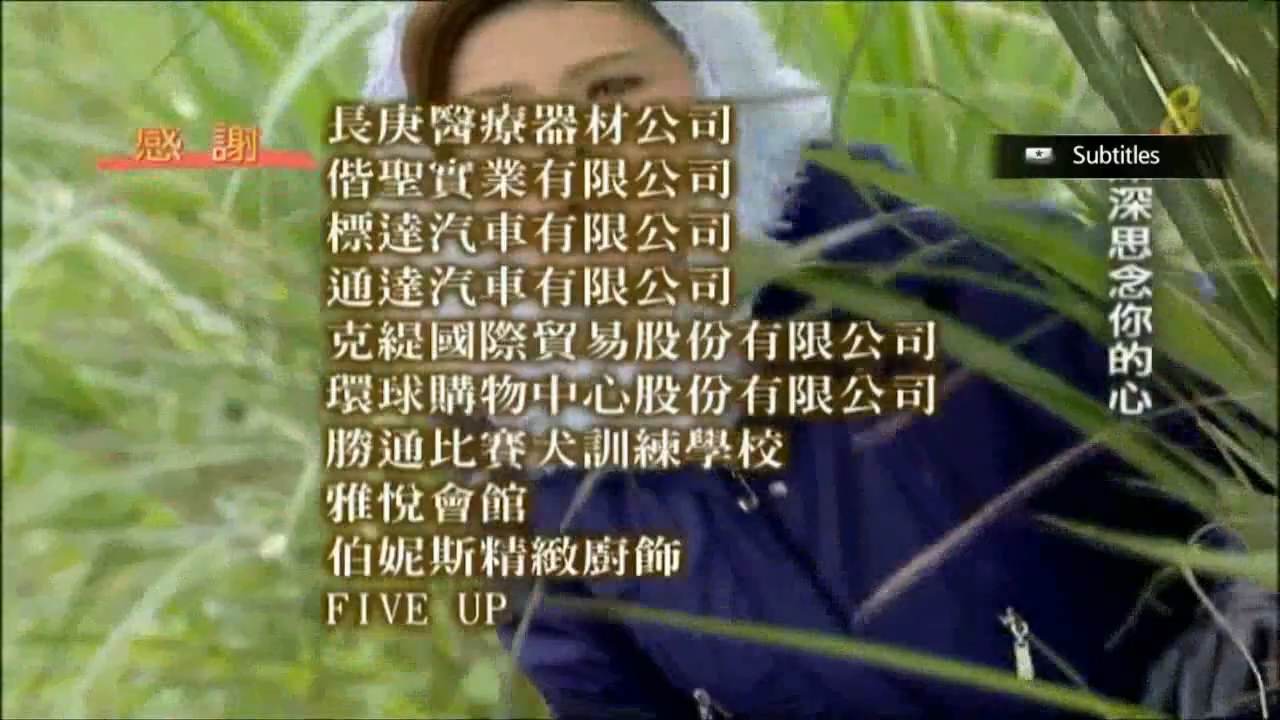 感謝
長庚醫療器材公司
偕聖實業有限公司
標達汽車有限公司
通達汽車有限公司
克緹國際貿易股份有限公司
環球購物中心股份有限公司
勝通比賽犬訓練學校
雅悅會館
伯妮斯精緻廚飾
FIVE UP
Subtitles
深思念你的心
8